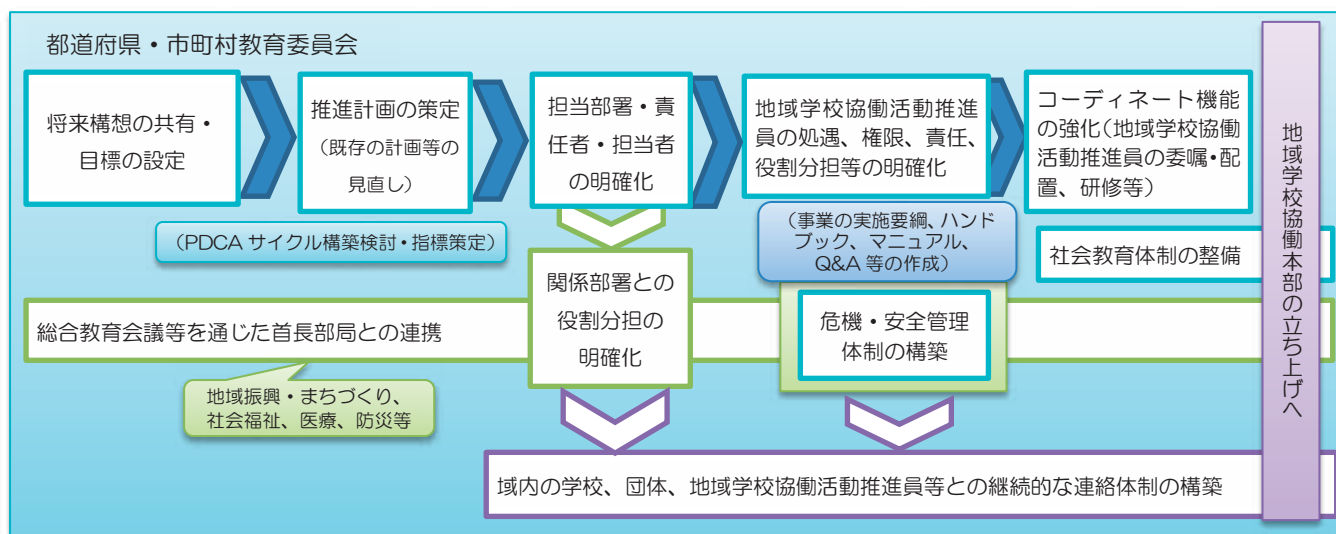 都道府県・市町村教育委員会
将来構想の共有・
目標の設定
推進計画の策定
（既存の計画等の
見直し）
担当部署・責
任者・担当者
の明確化
地域学校協働活動推進
員の処遇、権限、責任、
役割分担等の明確化
コーディネート機能
の強化（地域学校協働
活動推進員の委嘱・配
置、研修等）
（PDCA サイクル構築検討・指標策定）
（事業の実施要綱、ハンド
ブック、マニュアル、
Q&A 等の作成）
社会教育体制の整備
関係部署との
役割分担の
明確化
総合教育会議等を通じた首長部局との連携
危機・安全管理
体制の構築
地域振興・まちづくり、
社会福祉、医療、防災等
域内の学校、団体、地域学校協働活動推進員等との継続的な連絡体制の構築
地域学校協働本部の立ち上げへ